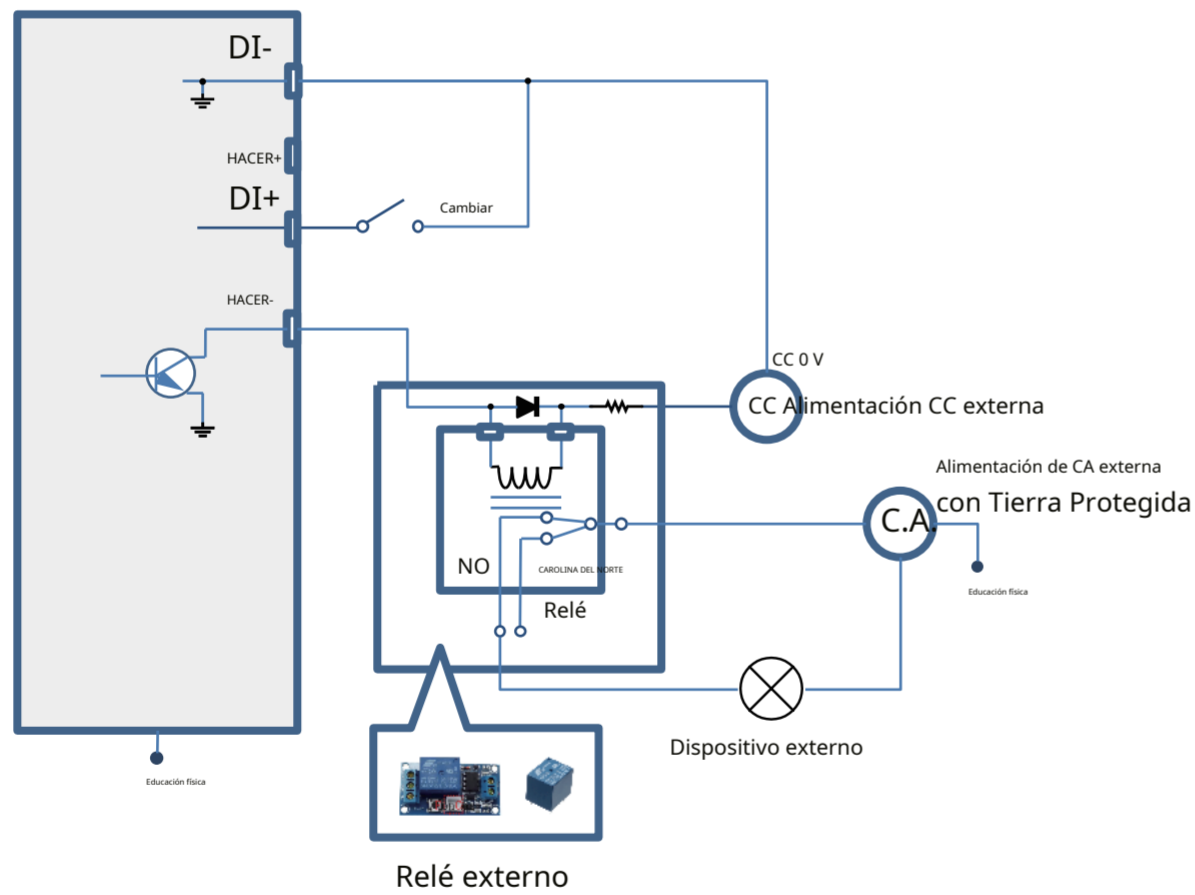 DI-
HACER+
DI+
Cambiar
HACER-
CC 0 V
CC Alimentación CC externa
Alimentación de CA externa
con Tierra Protegida
C.A.
NO
CAROLINA DEL NORTE
Educación física
Relé
Dispositivo externo
Educación física
Relé externo